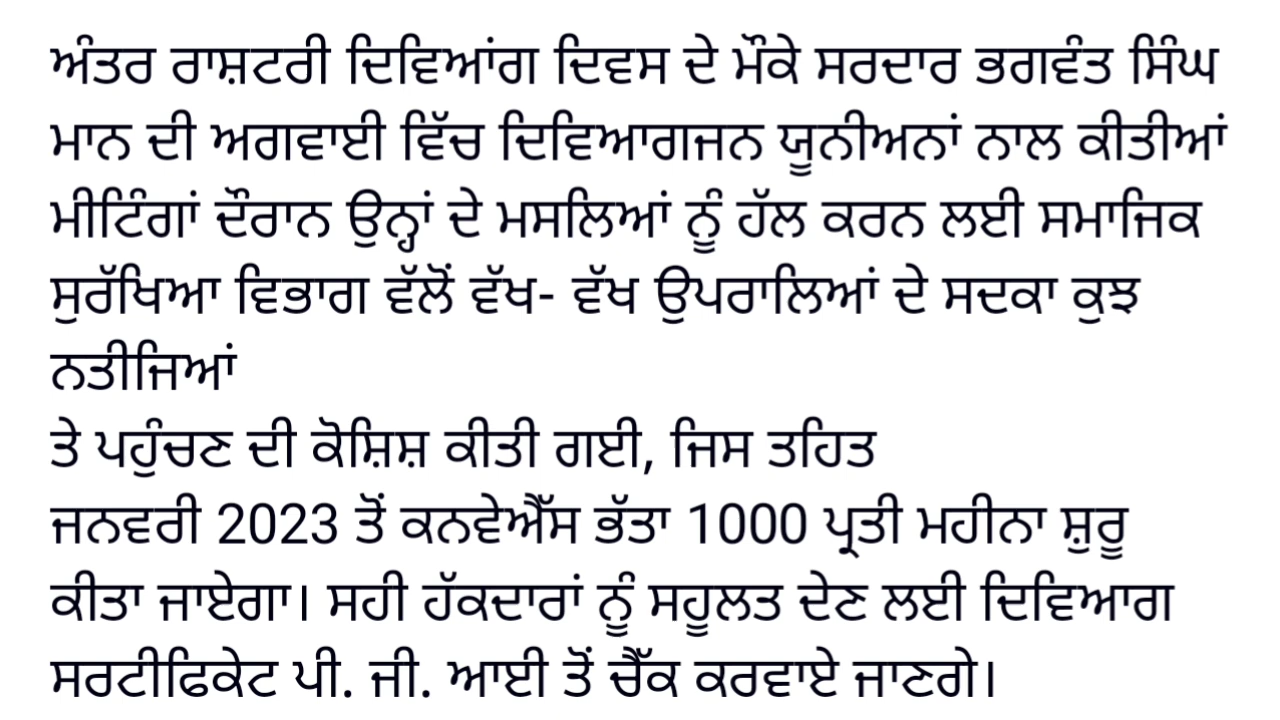 ਅੰਤਰ ਰਾਸ਼ਟਰੀ ਦਿਵਿਆਂਗ ਦਿਵਸ ਦੇ ਮੌਕੇ ਸਰਦਾਰ ਭਗਵੰਤ ਸਿੰਘ
ਮਾਨ ਦੀ ਅਗਵਾਈ ਵਿੱਚ ਦਿਵਿਆਗਜਨ ਯੂਨੀਅਨਾਂ ਨਾਲ ਕੀਤੀਆਂ
ਮੀਟਿੰਗਾਂ ਦੌਰਾਨ ਉਨ੍ਹਾਂ ਦੇ ਮਸਲਿਆਂ ਨੂੰ ਹੱਲ ਕਰਨ ਲਈ ਸਮਾਜਿਕ
ਸੁਰੱਖਿਆ ਵਿਭਾਗ ਵੱਲੋਂ ਵੱਖ- ਵੱਖ ਉਪਰਾਲਿਆਂ ਦੇ ਸਦਕਾ ਕੁਝ
ਨਤੀਜਿਆਂ
ਤੇ ਪਹੁੰਚਣ ਦੀ ਕੋਸ਼ਿਸ਼ ਕੀਤੀ ਗਈ, ਜਿਸ ਤਹਿਤ
ਜਨਵਰੀ 2023 ਤੋਂ ਕਨਵੇਐੱਸ ਭੱਤਾ 1000 ਪ੍ਰਤੀ ਮਹੀਨਾ ਸ਼ੁਰੂ
ਕੀਤਾ ਜਾਏਗਾ। ਸਹੀ ਹੱਕਦਾਰਾਂ ਨੂੰ ਸਹੂਲਤ ਦੇਣ ਲਈ ਦਿਵਿਆਗ
ਸਰਟੀਫਿਕੇਟ ਪੀ. ਜੀ. ਆਈ ਤੋਂ ਚੈੱਕ ਕਰਵਾਏ ਜਾਣਗੇ।